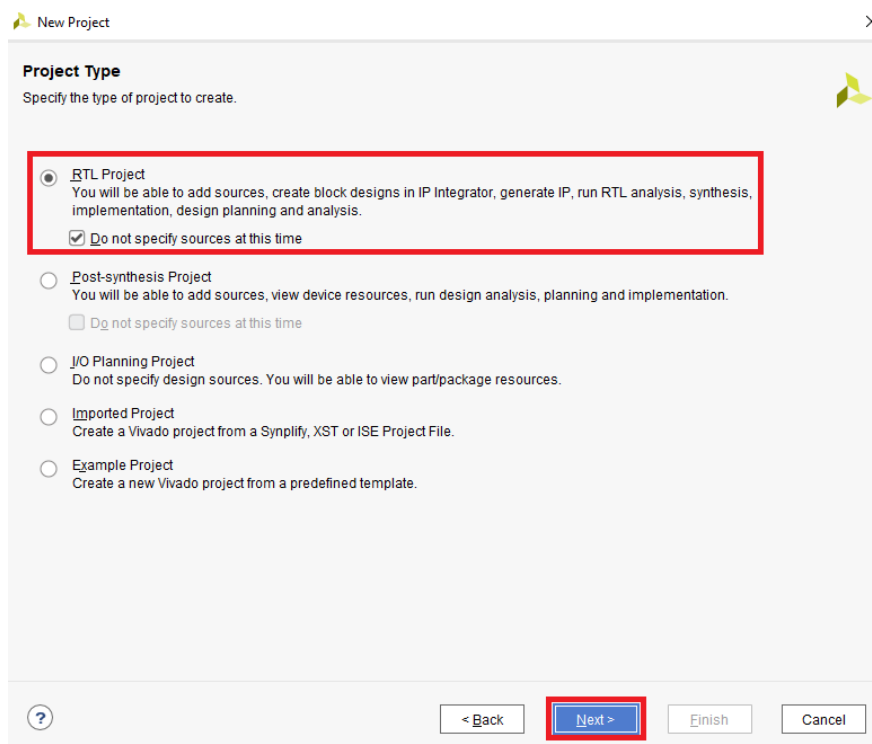 New Project
Project Type
Specify the type of project to create.
RTL Project
You will be able to add sources, create block designs in IP Integrator, generate IP, run RTL analysis, synthesis,
implementation, design planning and analysis.
Do not specify sources at this time
Post-synthesis Project
You will be able to add sources, view device resources, run design analysis, planning and implementation.
Do not specify sources at this time
I/O Planning Project
Do not specify design sources. You will be able to view part/package resources.
Imported Project
Create a Vivado project from a Synplify, XST or ISE Project File.
Example Project
Create a new Vivado project from a predefined template.
? < Back Next > Finish Cancel